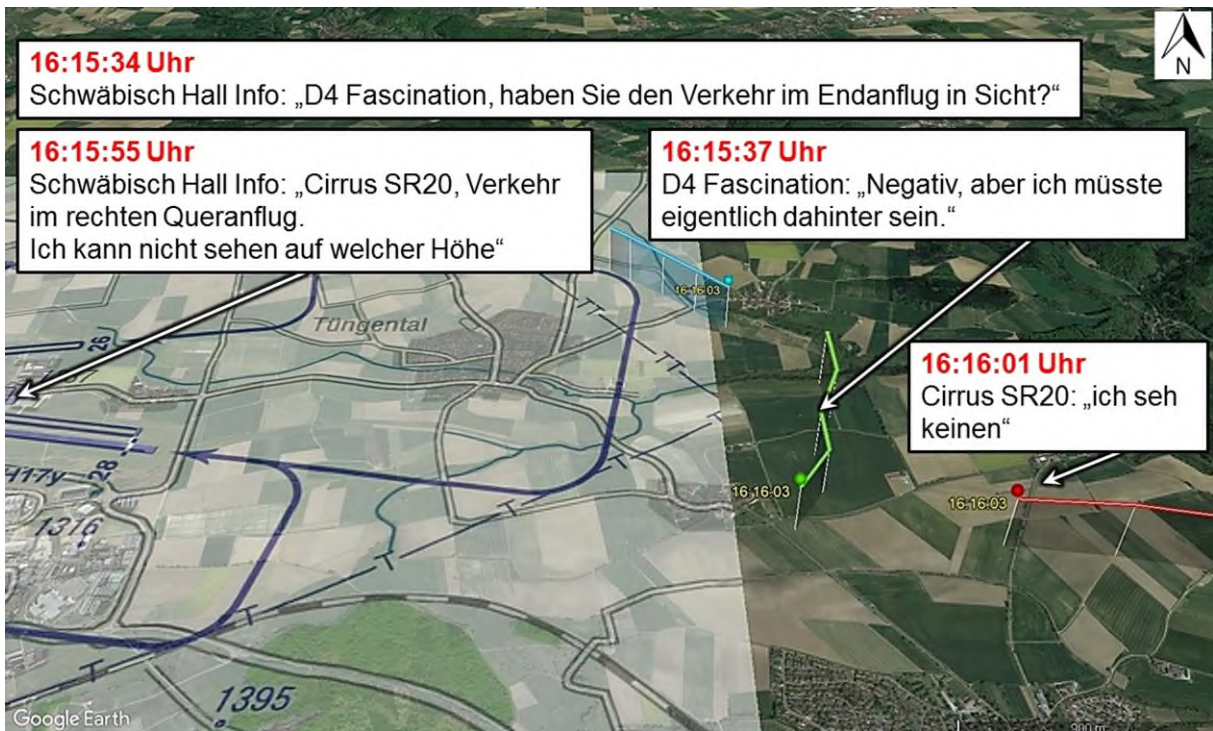 N
16:15:34 Uhr
Schwäbisch Hall Info: „D4 Fascination, haben Sie den Verkehr im Endanflug in Sicht?“
16:15:55 Uhr
Schwäbisch Hall Info: „Cirrus SR20, Verkehr
im rechten Queranflug.
Ich kann nicht sehen auf welcher Höhe“
16:15:37 Uhr
D4 Fascination: „Negativ, aber ich müsste
eigentlich dahinter sein.“
16:16:01 Uhr
Cirrus SR20: „ich seh
keinen“
16:16:03
Tüngental
26
28
16:16:03
16:16:03
H17y
1316
T
T
T
T
T
1395
Google Earth
900 m